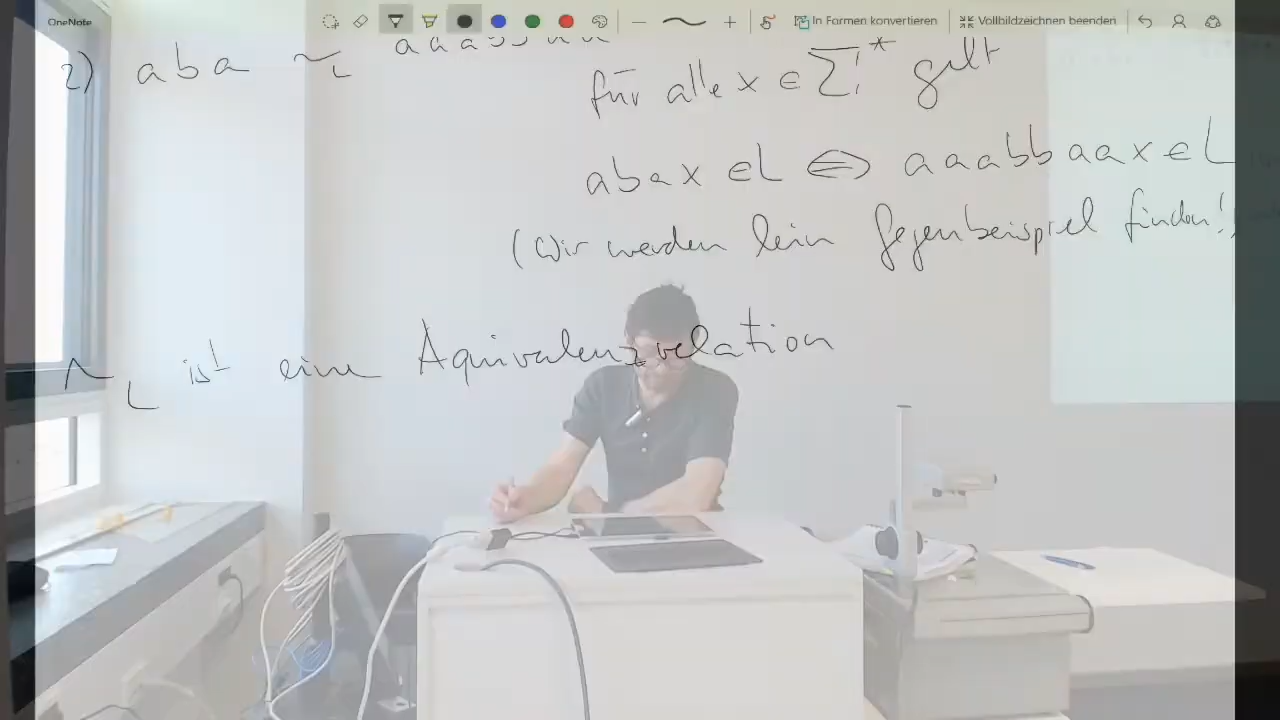 OneNote
In Formen konvertieren
Vollbildzeichnen beenden
2) aba ~L aaabbaa
für alle x ∈ Σ* gilt
abax ∈ L ⇔ aaabbaax ∈ L
(Wir werden kein Gegenbeispiel finden!)
~L ist eine Äquivalenzrelation